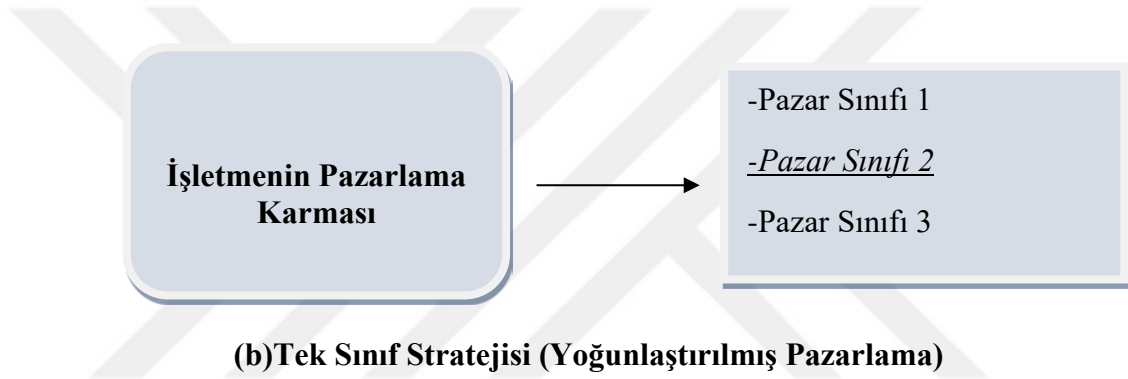 İşletmenin Pazarlama
Karması
-Pazar Sınıfı 1
-Pazar Sınıfı 2
-Pazar Sınıfı 3
(b)Tek Sınıf Stratejisi (Yoğunlaştırılmış Pazarlama)